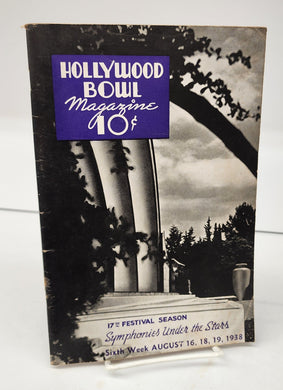 HOLLYWOOD
BOWL
Magazine
10¢
17TH FESTIVAL SEASON
Symphonies Under the Stars
Sixth Week AUGUST 16, 18, 19, 1938